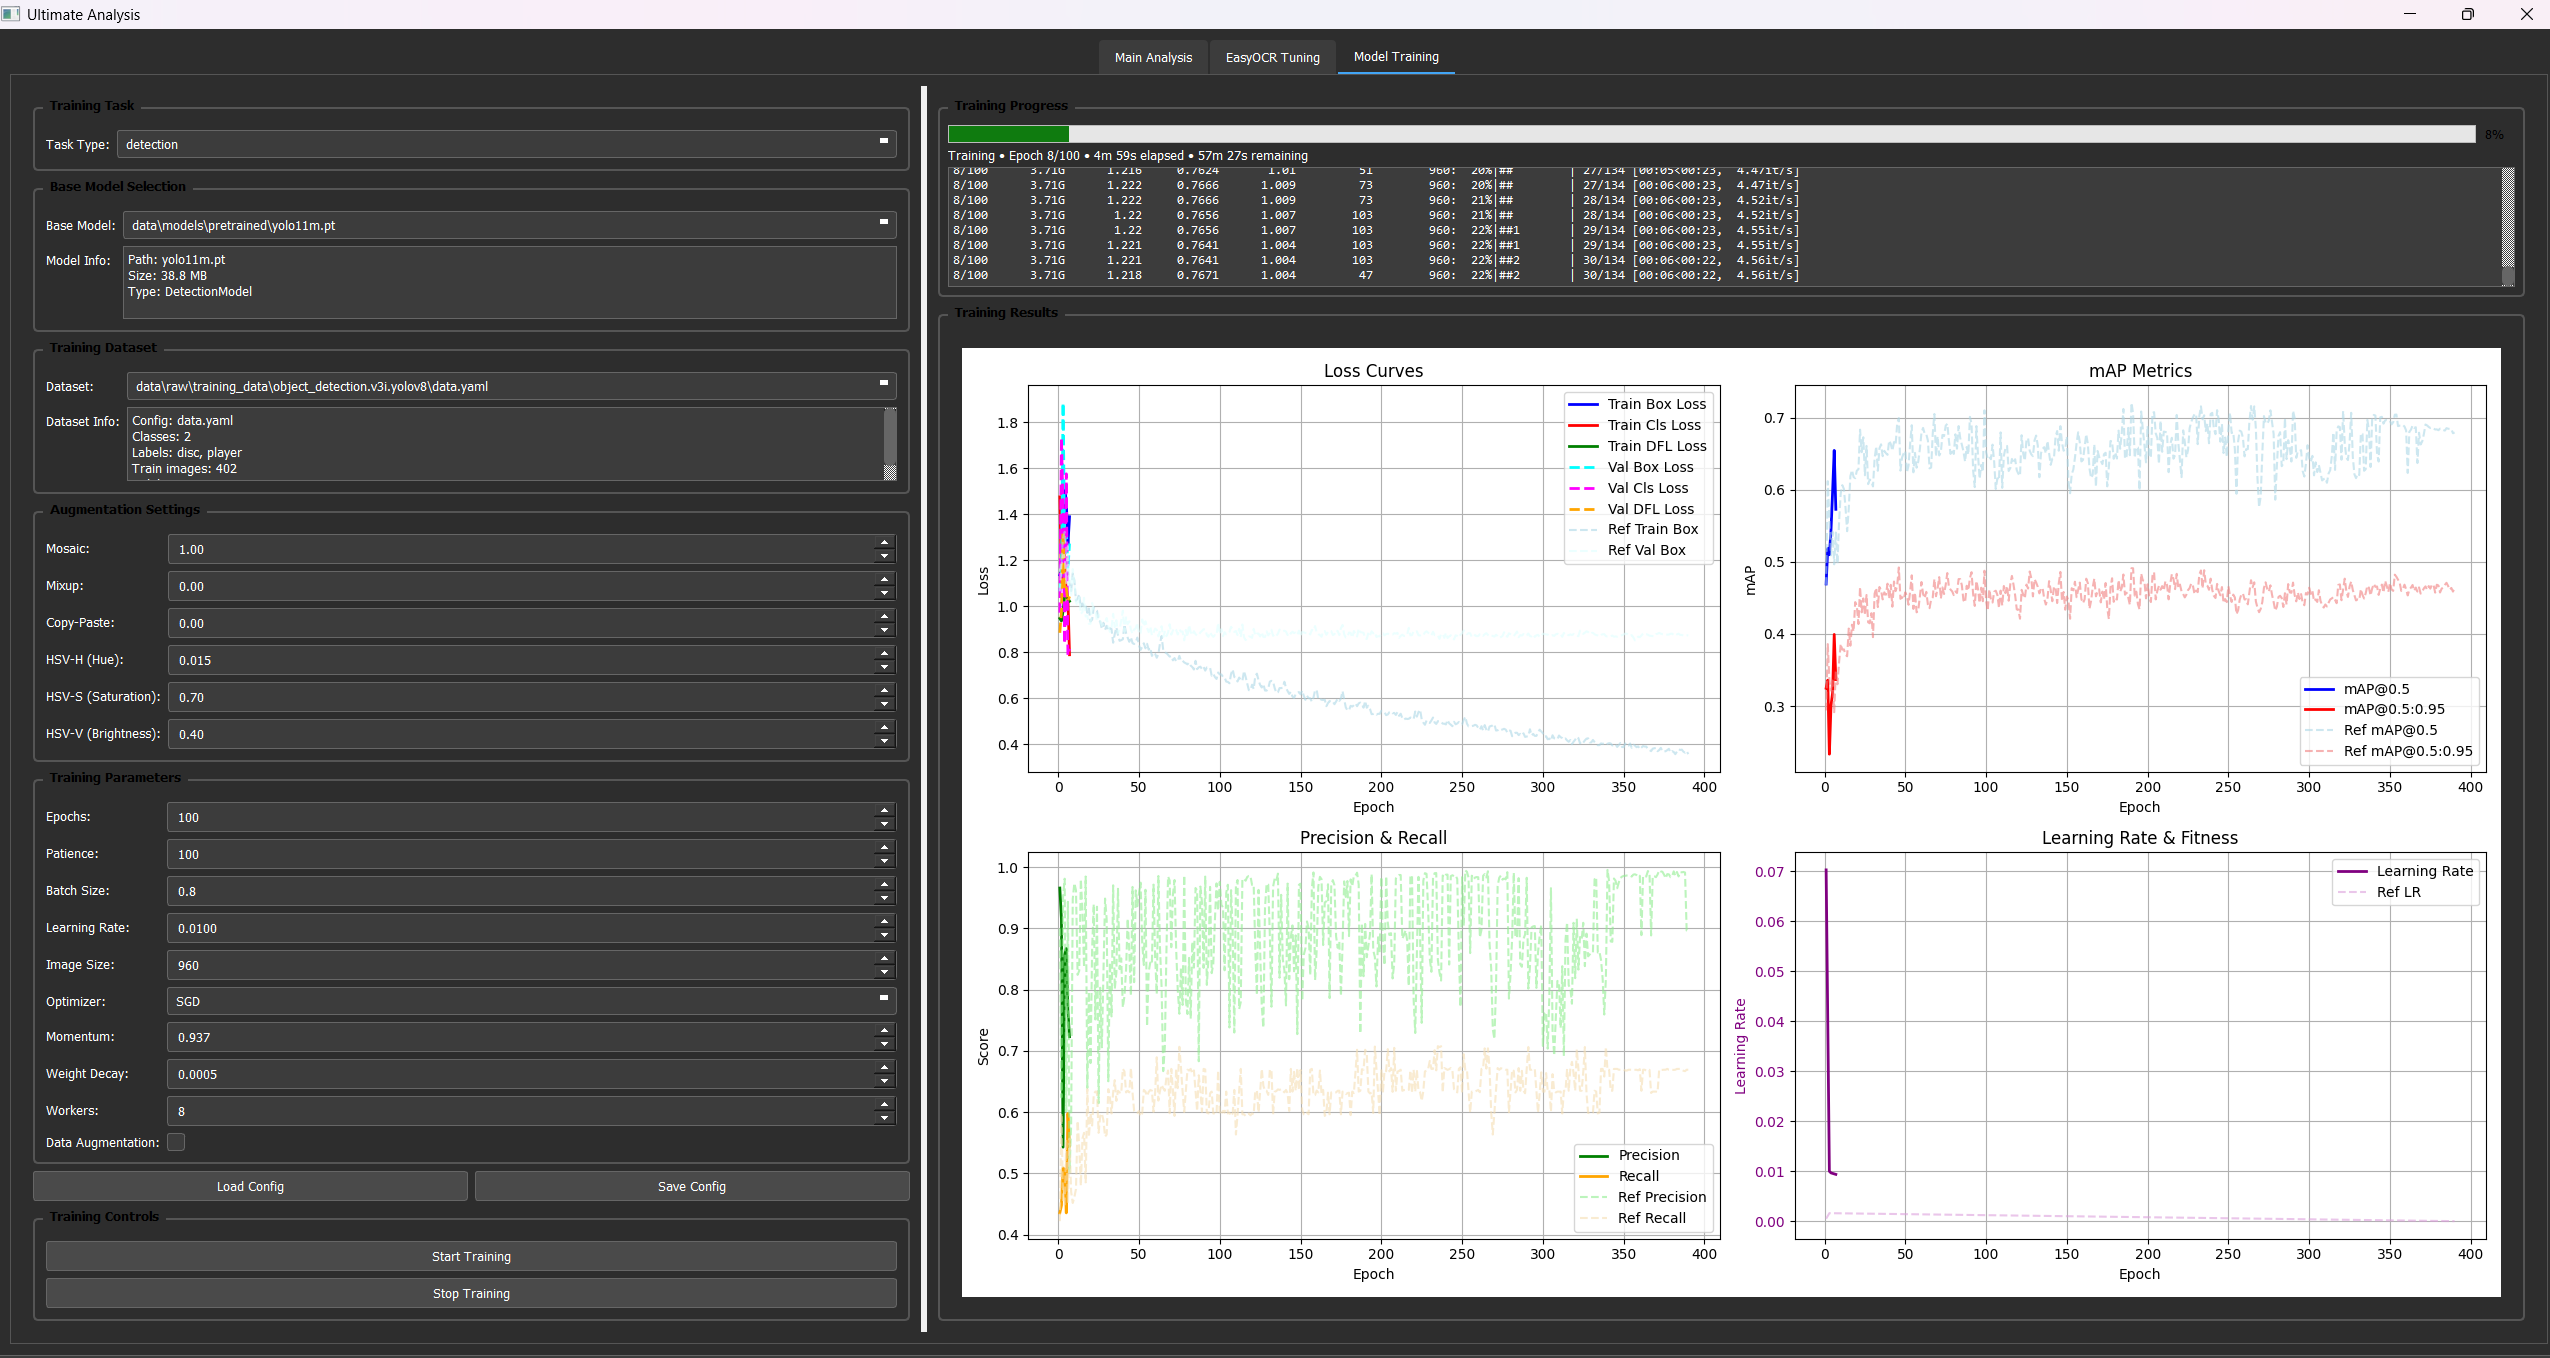 Ultimate Analysis
Main Analysis EasyOCR Tuning Model Training
Training Task
Task Type: detection
Base Model Selection
Base Model: data\models\pretrained\yolo11m.pt
Model Info: Path: yolo11m.pt
Size: 38.8 MB
Type: DetectionModel
Training Dataset
Dataset: data\raw\training_data\object_detection.v3i.yolov8\data.yaml
Dataset Info: Config: data.yaml
Classes: 2
Labels: disc, player
Train images: 402
Augmentation Settings
Mosaic: 1.00
Mixup: 0.00
Copy-Paste: 0.00
HSV-H (Hue): 0.015
HSV-S (Saturation): 0.70
HSV-V (Brightness): 0.40
Training Parameters
Epochs: 100
Patience: 100
Batch Size: 0.8
Learning Rate: 0.0100
Image Size: 960
Optimizer: SGD
Momentum: 0.937
Weight Decay: 0.0005
Workers: 8
Data Augmentation:
Load Config Save Config
Training Controls
Start Training
Stop Training
Training Progress
8%
Training • Epoch 8/100 • 4m 59s elapsed • 57m 27s remaining
8/100 3.71G 1.216 0.7624 1.01 51 960: 20%|## | 27/134 [00:05<00:23, 4.47it/s]
8/100 3.71G 1.222 0.7666 1.009 73 960: 20%|## | 27/134 [00:06<00:23, 4.47it/s]
8/100 3.71G 1.222 0.7666 1.009 73 960: 21%|## | 28/134 [00:06<00:23, 4.52it/s]
8/100 3.71G 1.22 0.7656 1.007 103 960: 21%|## | 28/134 [00:06<00:23, 4.52it/s]
8/100 3.71G 1.22 0.7656 1.007 103 960: 22%|##1 | 29/134 [00:06<00:23, 4.55it/s]
8/100 3.71G 1.221 0.7641 1.004 103 960: 22%|##1 | 29/134 [00:06<00:23, 4.55it/s]
8/100 3.71G 1.221 0.7641 1.004 103 960: 22%|##2 | 30/134 [00:06<00:22, 4.56it/s]
8/100 3.71G 1.218 0.7671 1.004 47 960: 22%|##2 | 30/134 [00:06<00:22, 4.56it/s]
Training Results
Loss Curves
1.8
1.6
1.4
1.2
1.0
0.8
0.6
0.4
Loss
Train Box Loss
Train Cls Loss
Train DFL Loss
Val Box Loss
Val Cls Loss
Val DFL Loss
Ref Train Box
Ref Val Box
0 50 100 150 200 250 300 350 400
Epoch
mAP Metrics
0.7
0.6
0.5
0.4
0.3
mAP
mAP@0.5
mAP@0.5:0.95
Ref mAP@0.5
Ref mAP@0.5:0.95
0 50 100 150 200 250 300 350 400
Epoch
Precision & Recall
1.0
0.9
0.8
0.7
0.6
0.5
0.4
Score
Precision
Recall
Ref Precision
Ref Recall
0 50 100 150 200 250 300 350 400
Epoch
Learning Rate & Fitness
0.07
0.06
0.05
0.04
0.03
0.02
0.01
0.00
Learning Rate
Learning Rate
Ref LR
0 50 100 150 200 250 300 350 400
Epoch